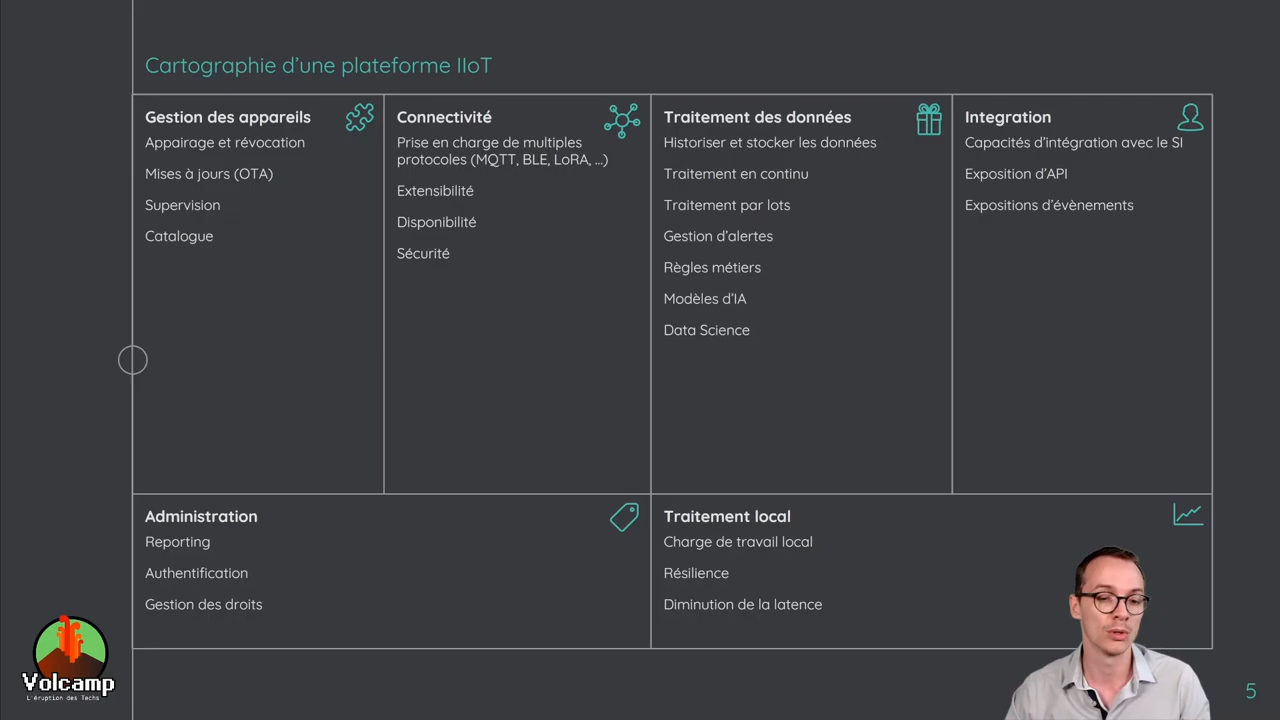 Cartographie d'une plateforme IIoT
Gestion des appareils
Appairage et révocation
Mises à jours (OTA)
Supervision
Catalogue
Connectivité
Prise en charge de multiples
protocoles (MQTT, BLE, LoRA, ...)
Extensibilité
Disponibilité
Sécurité
Traitement des données
Historiser et stocker les données
Traitement en continu
Traitement par lots
Gestion d'alertes
Règles métiers
Modèles d'IA
Data Science
Integration
Capacités d'intégration avec le SI
Exposition d'API
Expositions d'évènements
Administration
Reporting
Authentification
Gestion des droits
Traitement local
Charge de travail local
Résilience
Diminution de la latence
Volcamp
L'éruption des Techs
5